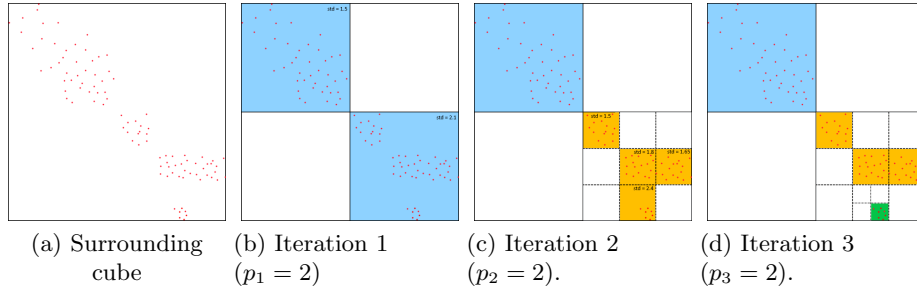 std = 1.5
std = 2.1
std = 1.5
std = 1.8
std = 1.65
std = 2.4
(a) Surrounding
cube
(b) Iteration 1
(p₁ = 2)
(c) Iteration 2
(p₂ = 2).
(d) Iteration 3
(p₃ = 2).